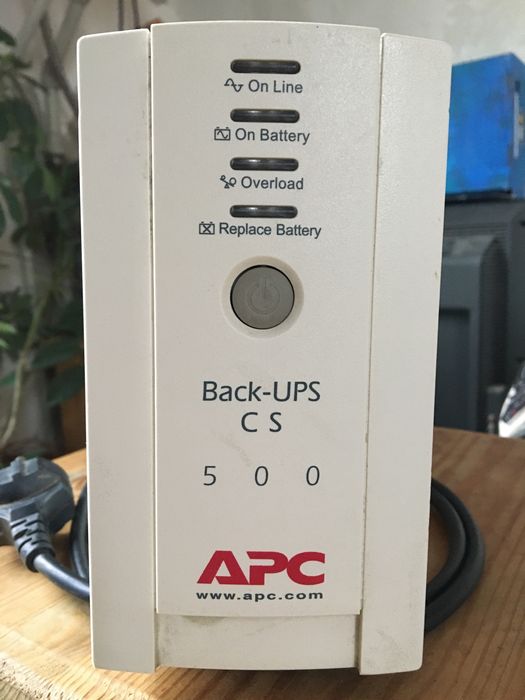 On Line
On Battery
Overload
Replace Battery
Back-UPS
C S
5 0 0
APC
www.apc.com